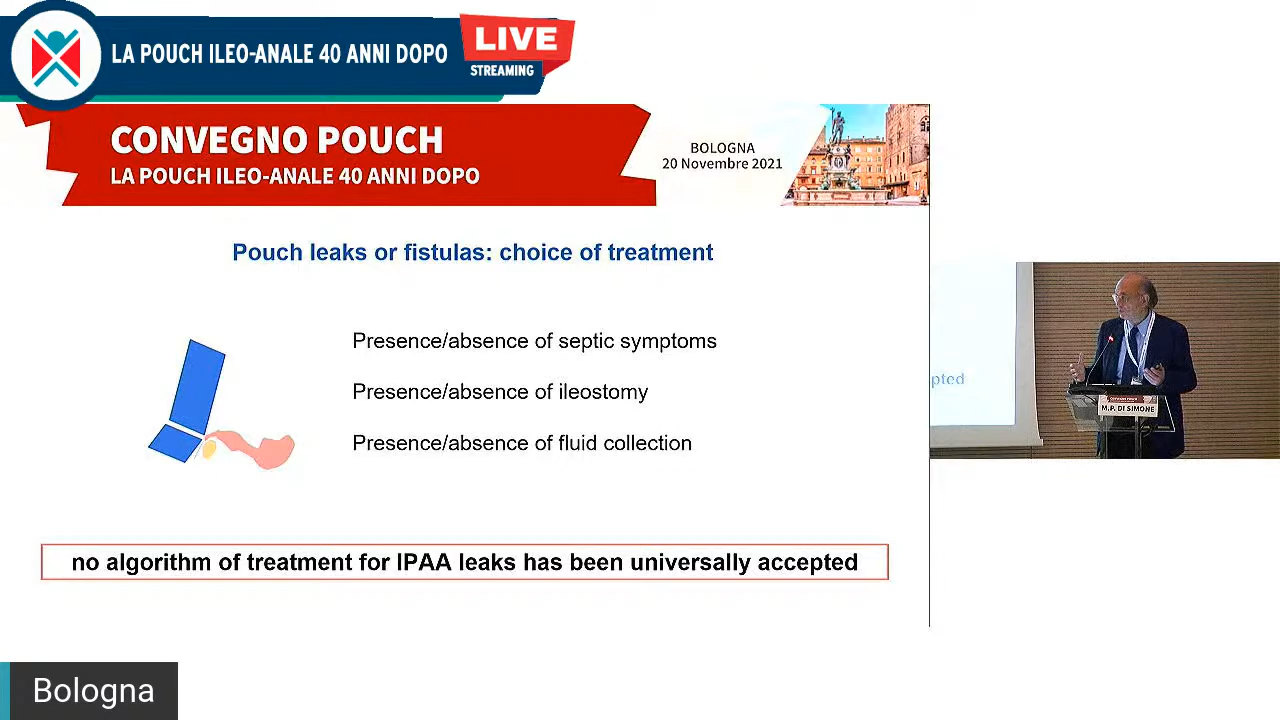 LA POUCH ILEO-ANALE 40 ANNI DOPO
LIVE
STREAMING
CONVEGNO POUCH
LA POUCH ILEO-ANALE 40 ANNI DOPO
BOLOGNA
20 Novembre 2021
Pouch leaks or fistulas: choice of treatment
Presence/absence of septic symptoms
Presence/absence of ileostomy
Presence/absence of fluid collection
no algorithm of treatment for IPAA leaks has been universally accepted
pted
M.P. DI SIMONE
Bologna